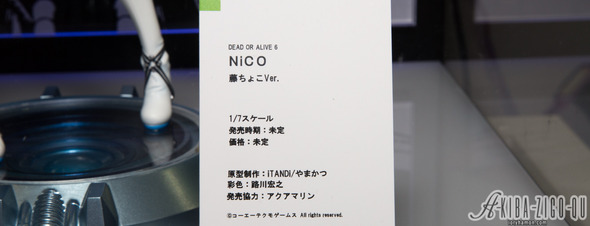 DEAD OR ALIVE 6
NiCO
藤ちょこVer.
1/7スケール
発売時期：未定
価格：未定
原型制作：iTANDi/やまかつ
彩色：路川宏之
発売協力：アクアマリン
©コーエーテクモゲームス All rights reserved.
AKIBA-ZIGO-KU